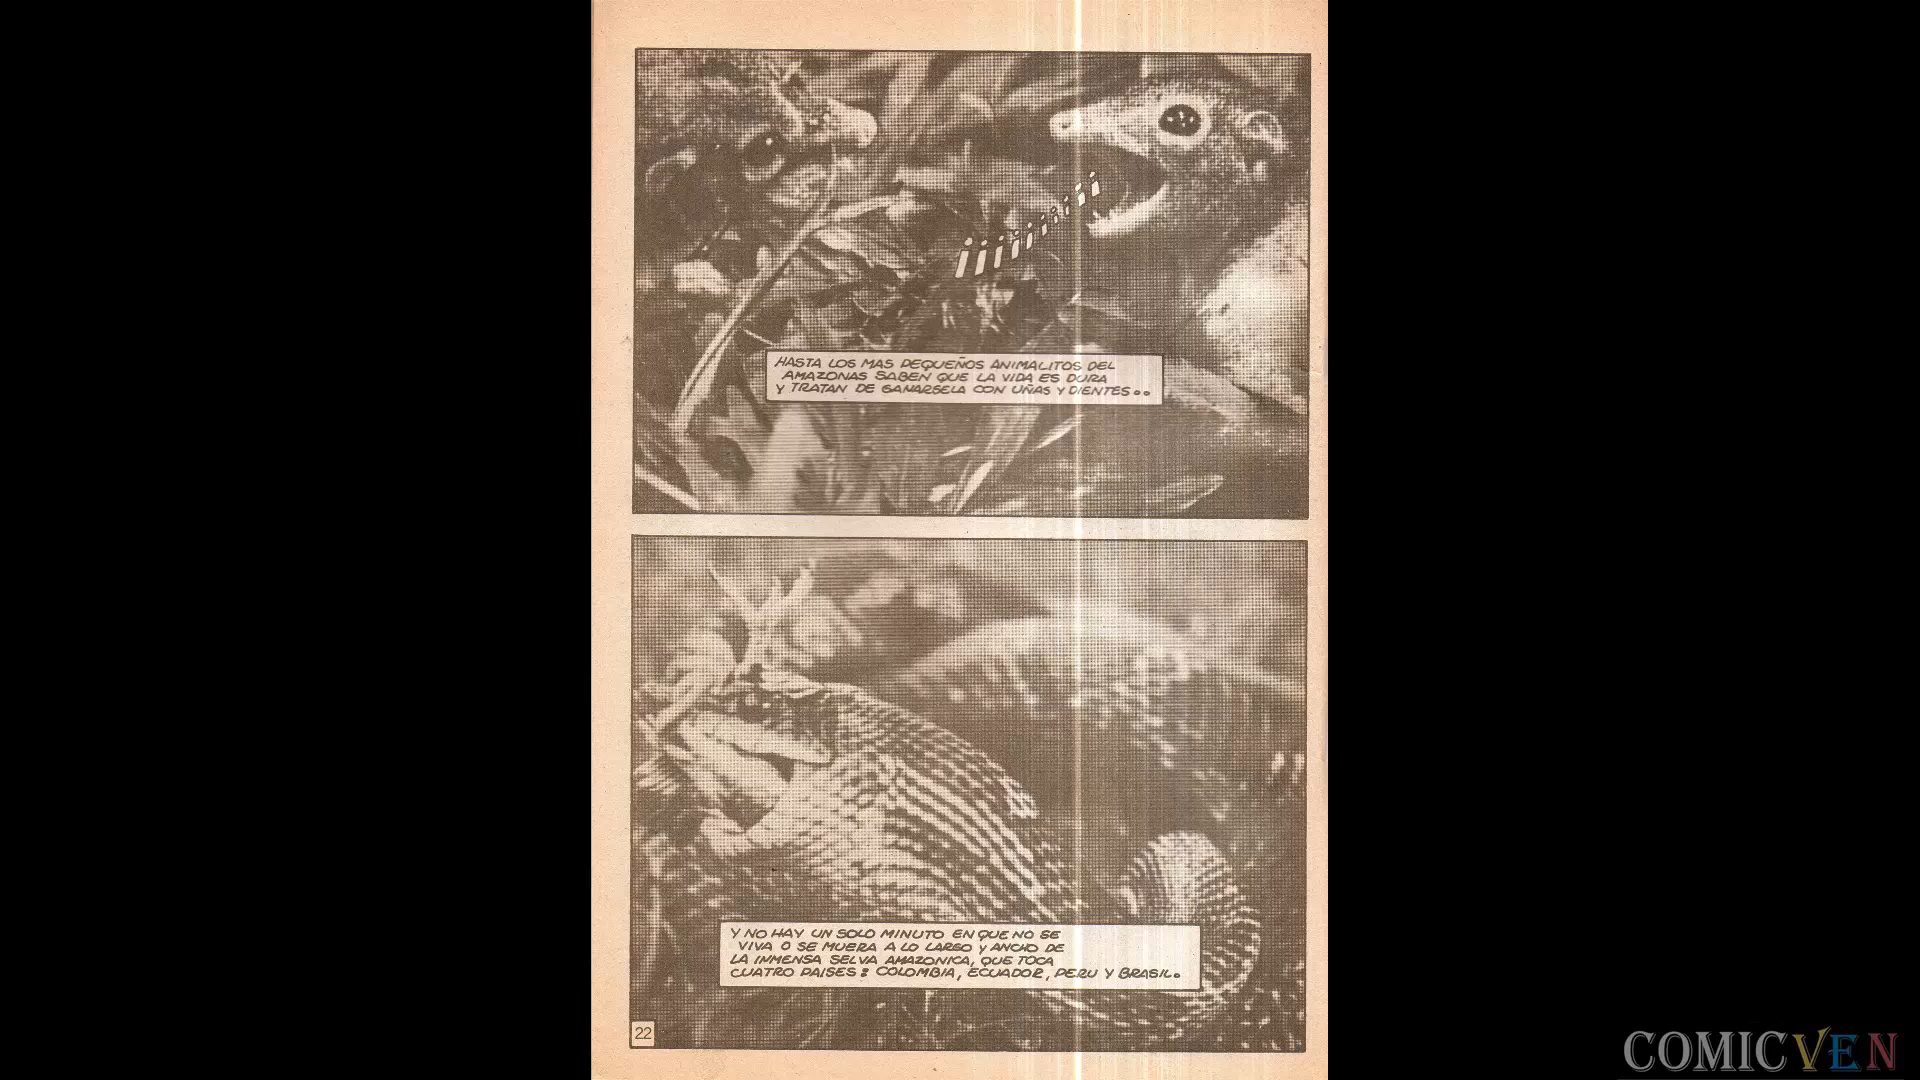 ¡¡¡¡¡¡¡¡¡¡¡
HASTA LOS MAS PEQUEÑOS ANIMALITOS DEL
AMAZONAS SABEN QUE LA VIDA ES DURA
Y TRATAN DE GANARSELA CON UÑAS Y DIENTES..
Y NO HAY UN SOLO MINUTO EN QUE NO SE
VIVA O SE MUERA A LO LARGO Y ANCHO DE
LA INMENSA SELVA AMAZONICA, QUE TOCA
CUATRO PAISES: COLOMBIA, ECUADOR, PERU Y BRASIL.
22
COMICVEN